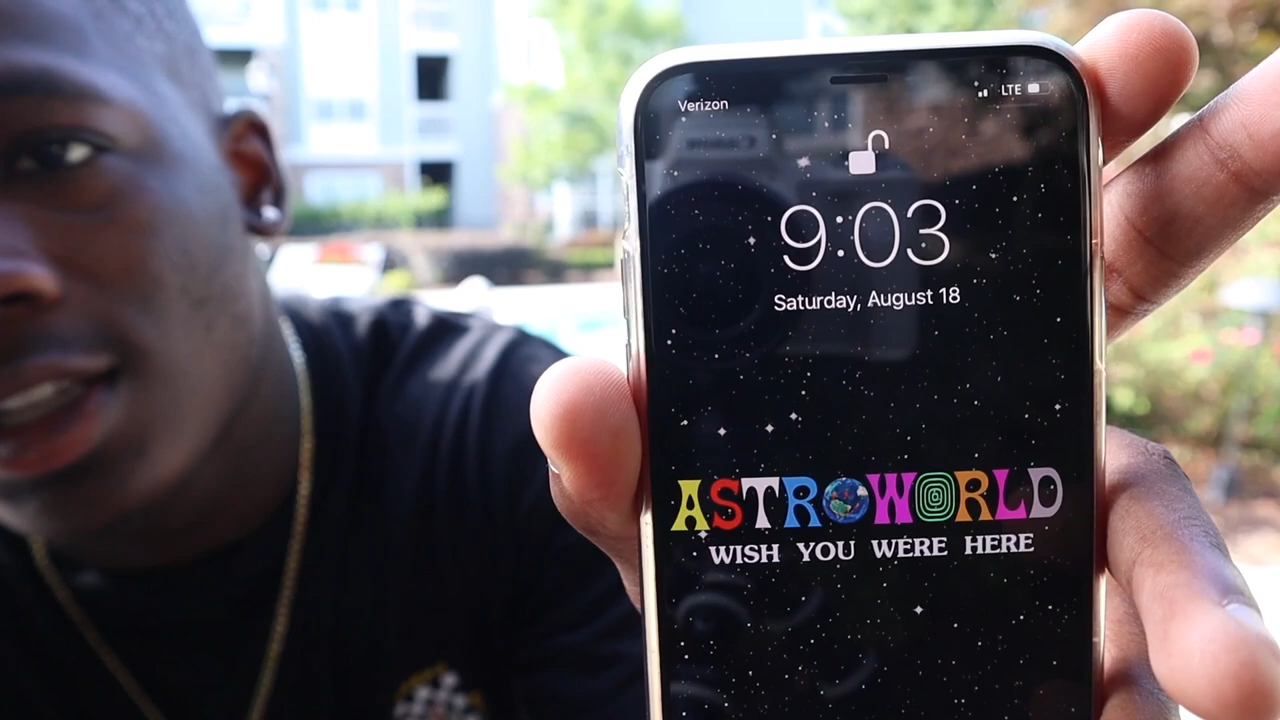 Verizon
LTE
9:03
Saturday, August 18
ASTROWORLD
WISH YOU WERE HERE